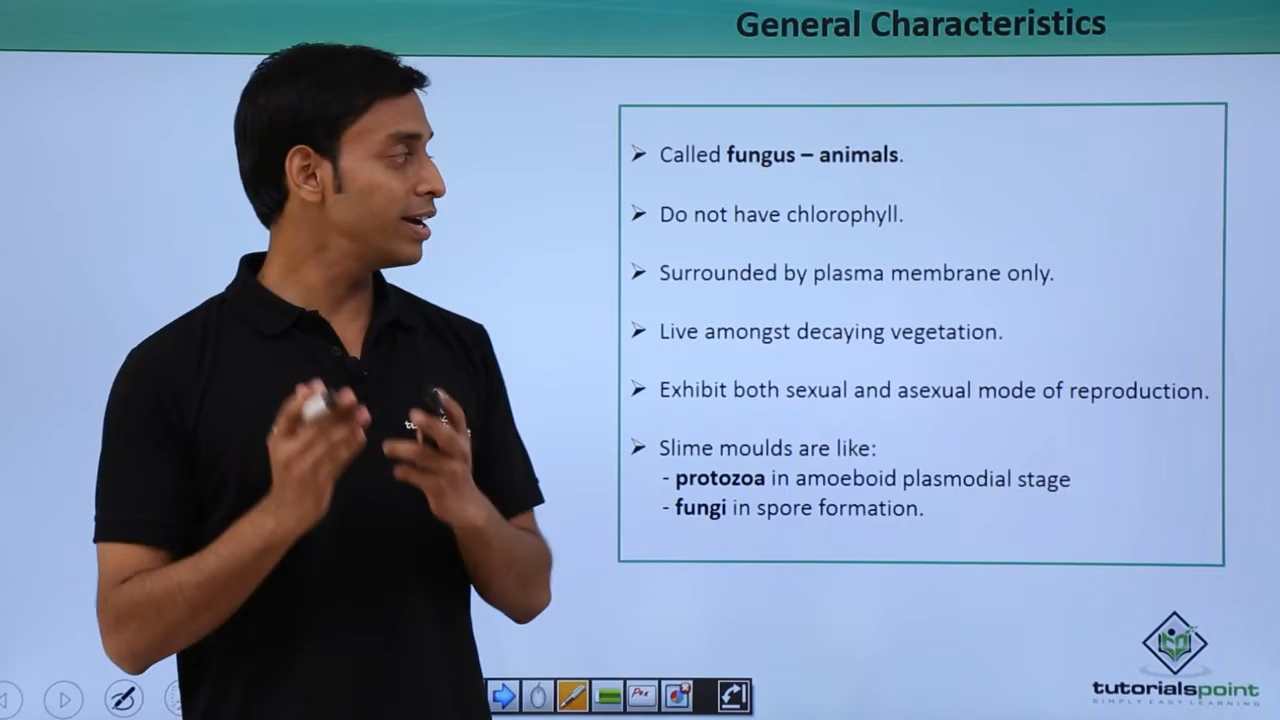 General Characteristics
➢ Called fungus – animals.
➢ Do not have chlorophyll.
➢ Surrounded by plasma membrane only.
➢ Live amongst decaying vegetation.
➢ Exhibit both sexual and asexual mode of reproduction.
➢ Slime moulds are like:
- protozoa in amoeboid plasmodial stage
- fungi in spore formation.
tutorialspoint
SIMPLY EASY LEARNING